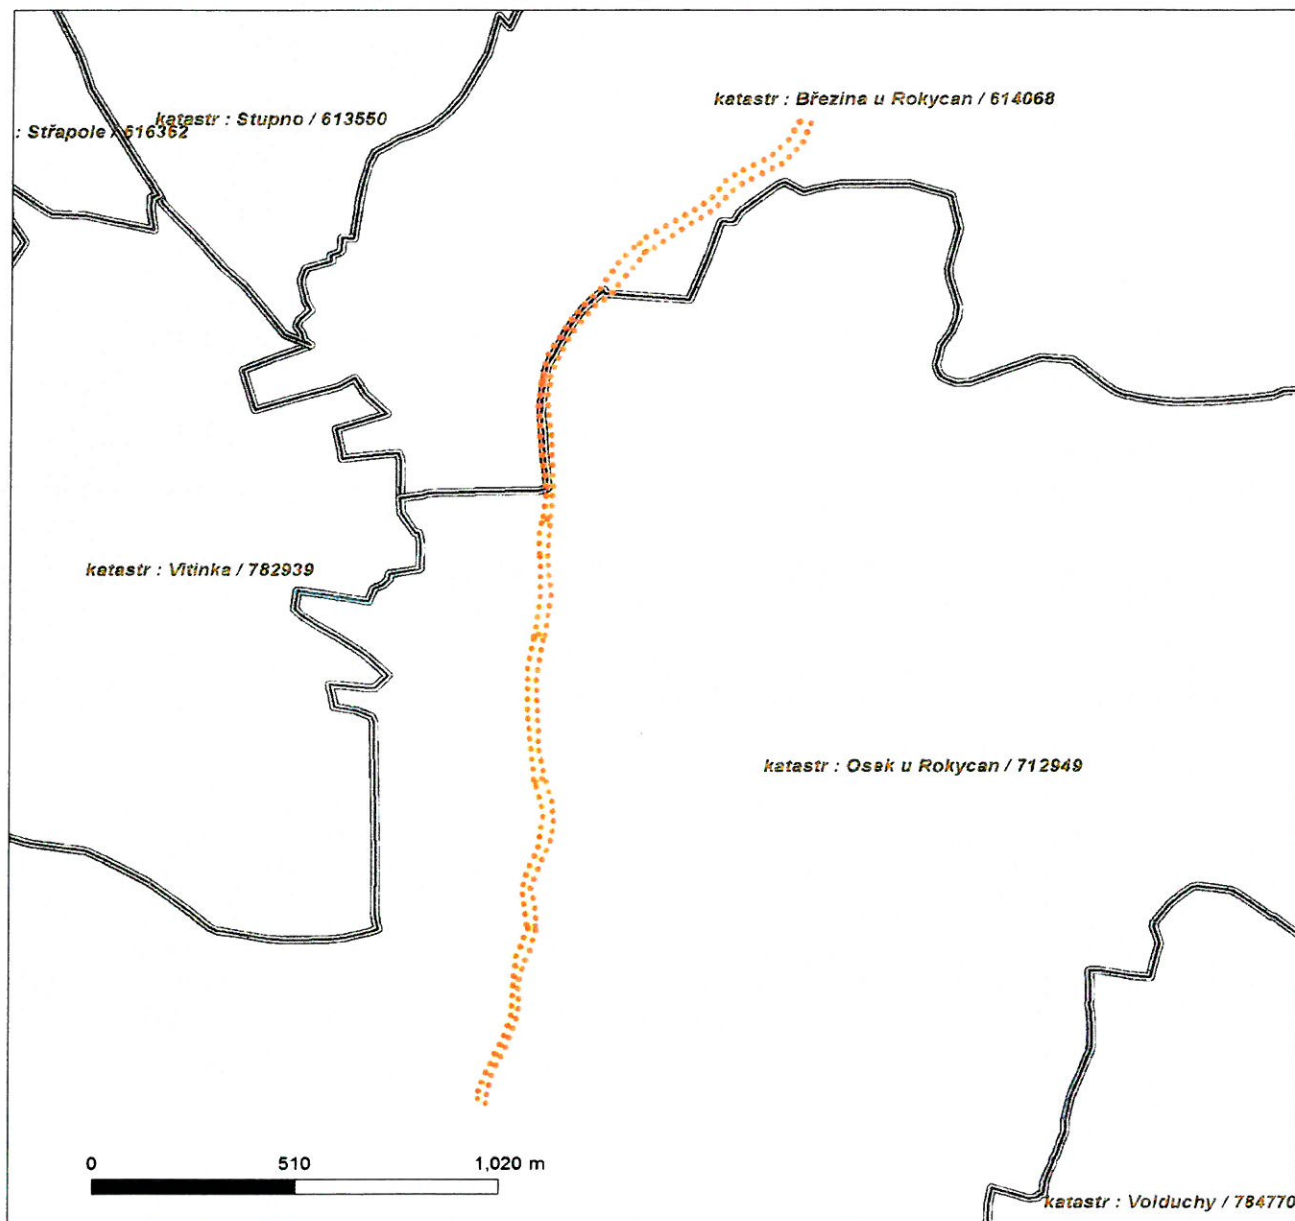 katastr : Březina u Rokycan / 614068
katastr : Stupno / 613550
: Střapole / 616362
katastr : Vitinka / 782939
katastr : Osek u Rokycan / 712949
0 510 1,020 m
katastr : Volduchy / 784770